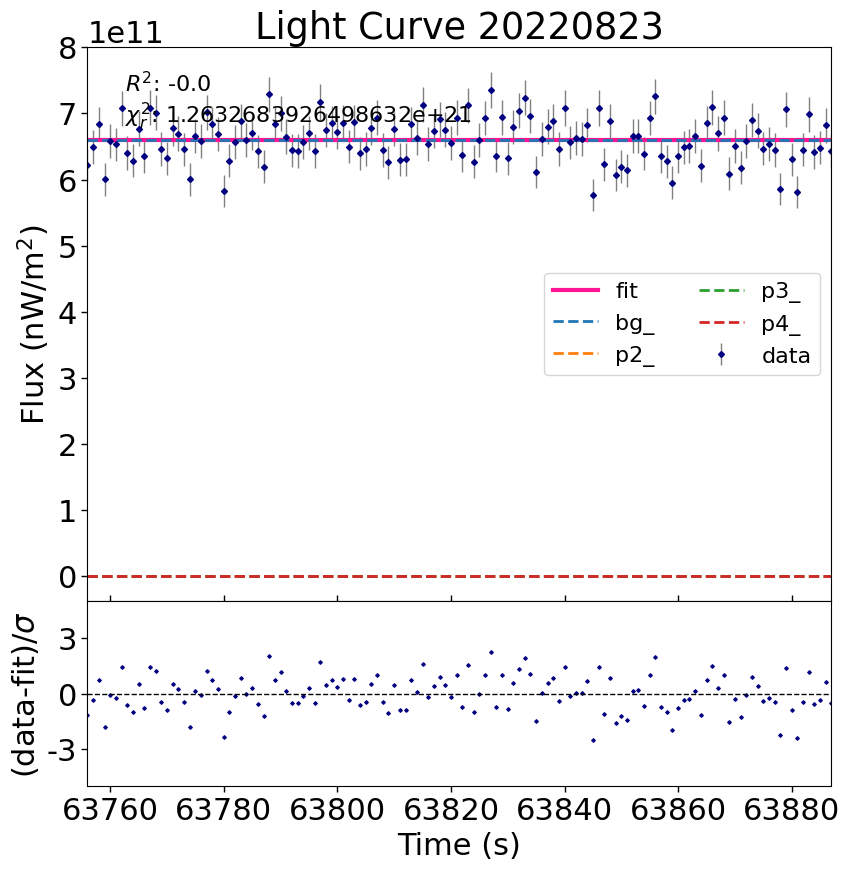 Light Curve 20220823
1e11
R²: -0.0
χ²ᵣ: 1.2632683926498632e+21
8
7
6
5
4
3
2
1
0
Flux (nW/m²)
fit
bg_
p2_
p3_
p4_
data
3
0
-3
(data-fit)/σ
63760 63780 63800 63820 63840 63860 63880
Time (s)